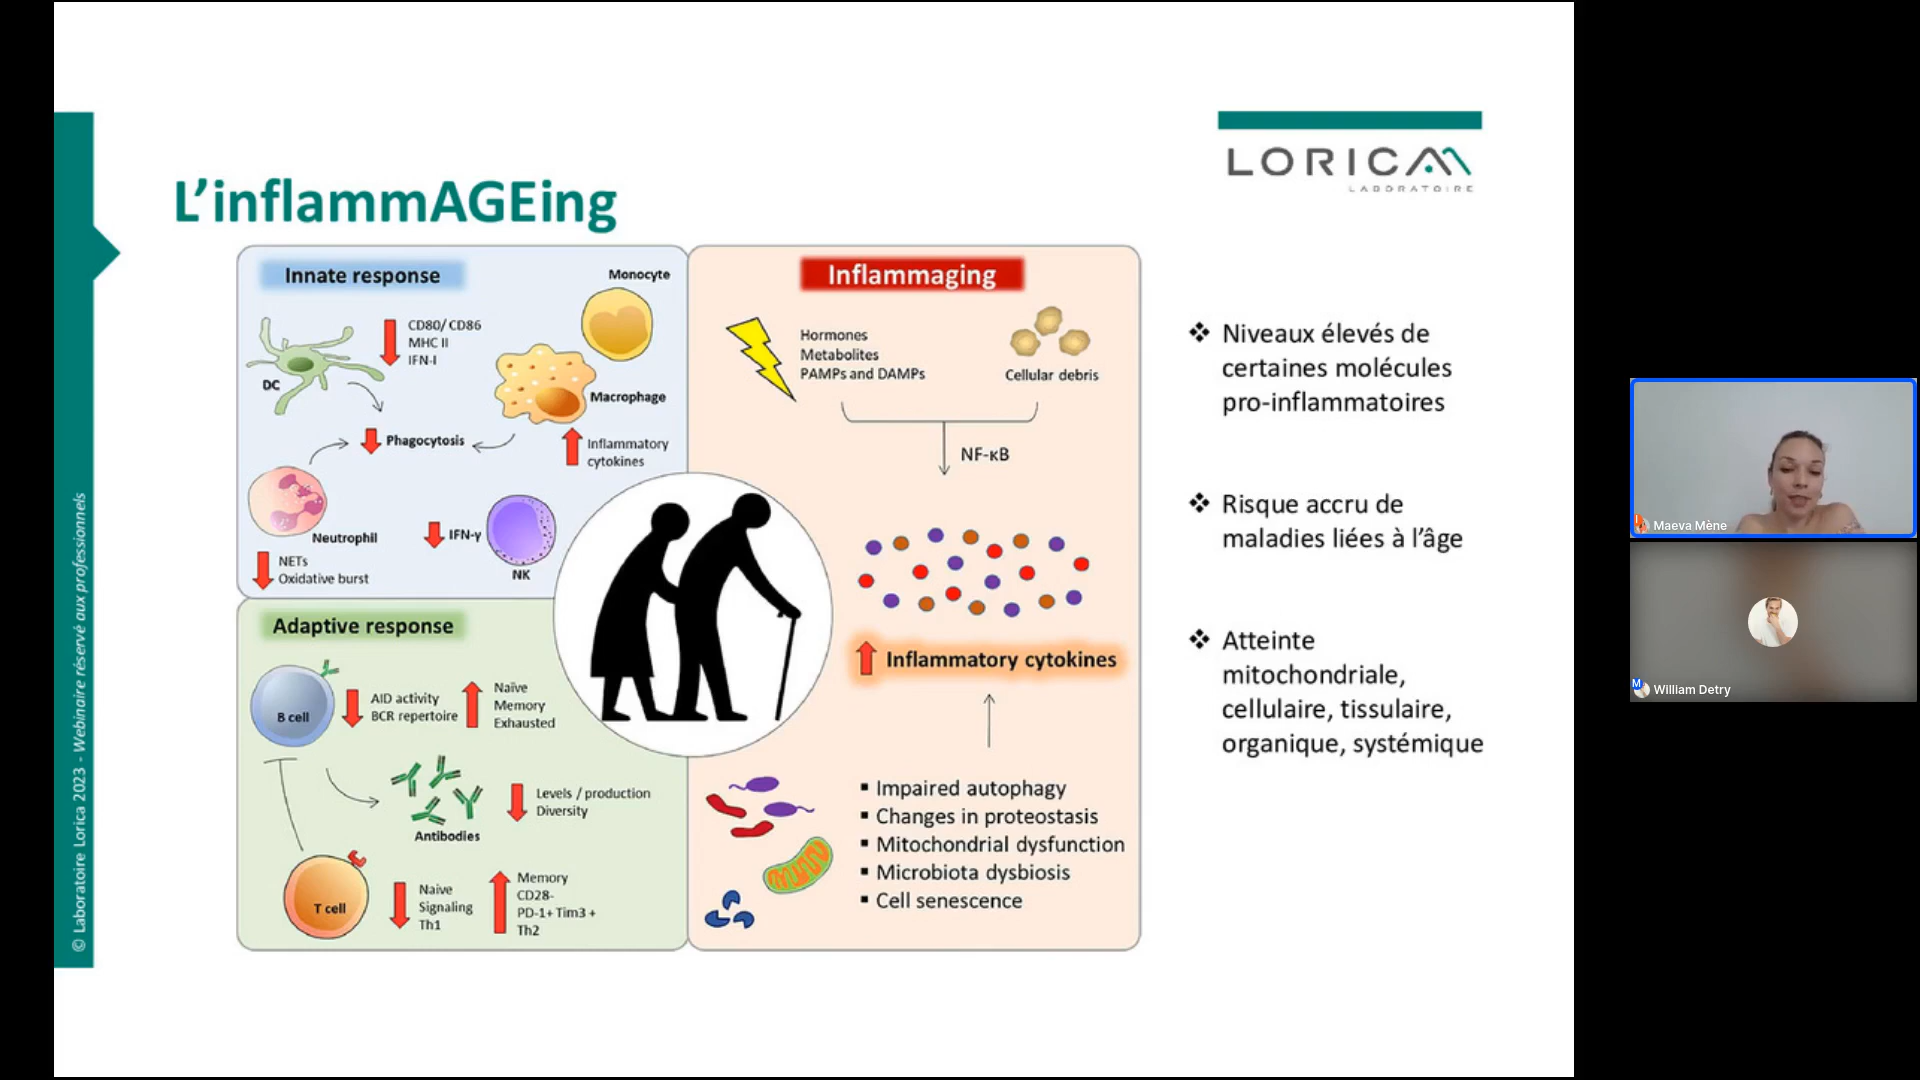 LORICA
LABORATOIRE
L’inflammAGEing
Innate response
Monocyte
CD80/ CD86
MHC II
IFN-I
DC
Macrophage
Phagocytosis
Inflammatory
cytokines
Neutrophil
IFN-γ
NK
NETs
Oxidative burst
Adaptive response
B cell
AID activity
BCR repertoire
Naïve
Memory
Exhausted
Levels / production
Diversity
Antibodies
T cell
Naive
Signaling
Th1
Memory
CD28-
PD-1+ Tim3 +
Th2
Inflammaging
Hormones
Metabolites
PAMPs and DAMPs
Cellular debris
NF-κB
Inflammatory cytokines
▪ Impaired autophagy
▪ Changes in proteostasis
▪ Mitochondrial dysfunction
▪ Microbiota dysbiosis
▪ Cell senescence
❖ Niveaux élevés de
certaines molécules
pro-inflammatoires
❖ Risque accru de
maladies liées à l’âge
❖ Atteinte
mitochondriale,
cellulaire, tissulaire,
organique, systémique
© Laboratoire Lorica 2023 - Webinaire réservé aux professionnels
Maeva Mène
M
William Detry